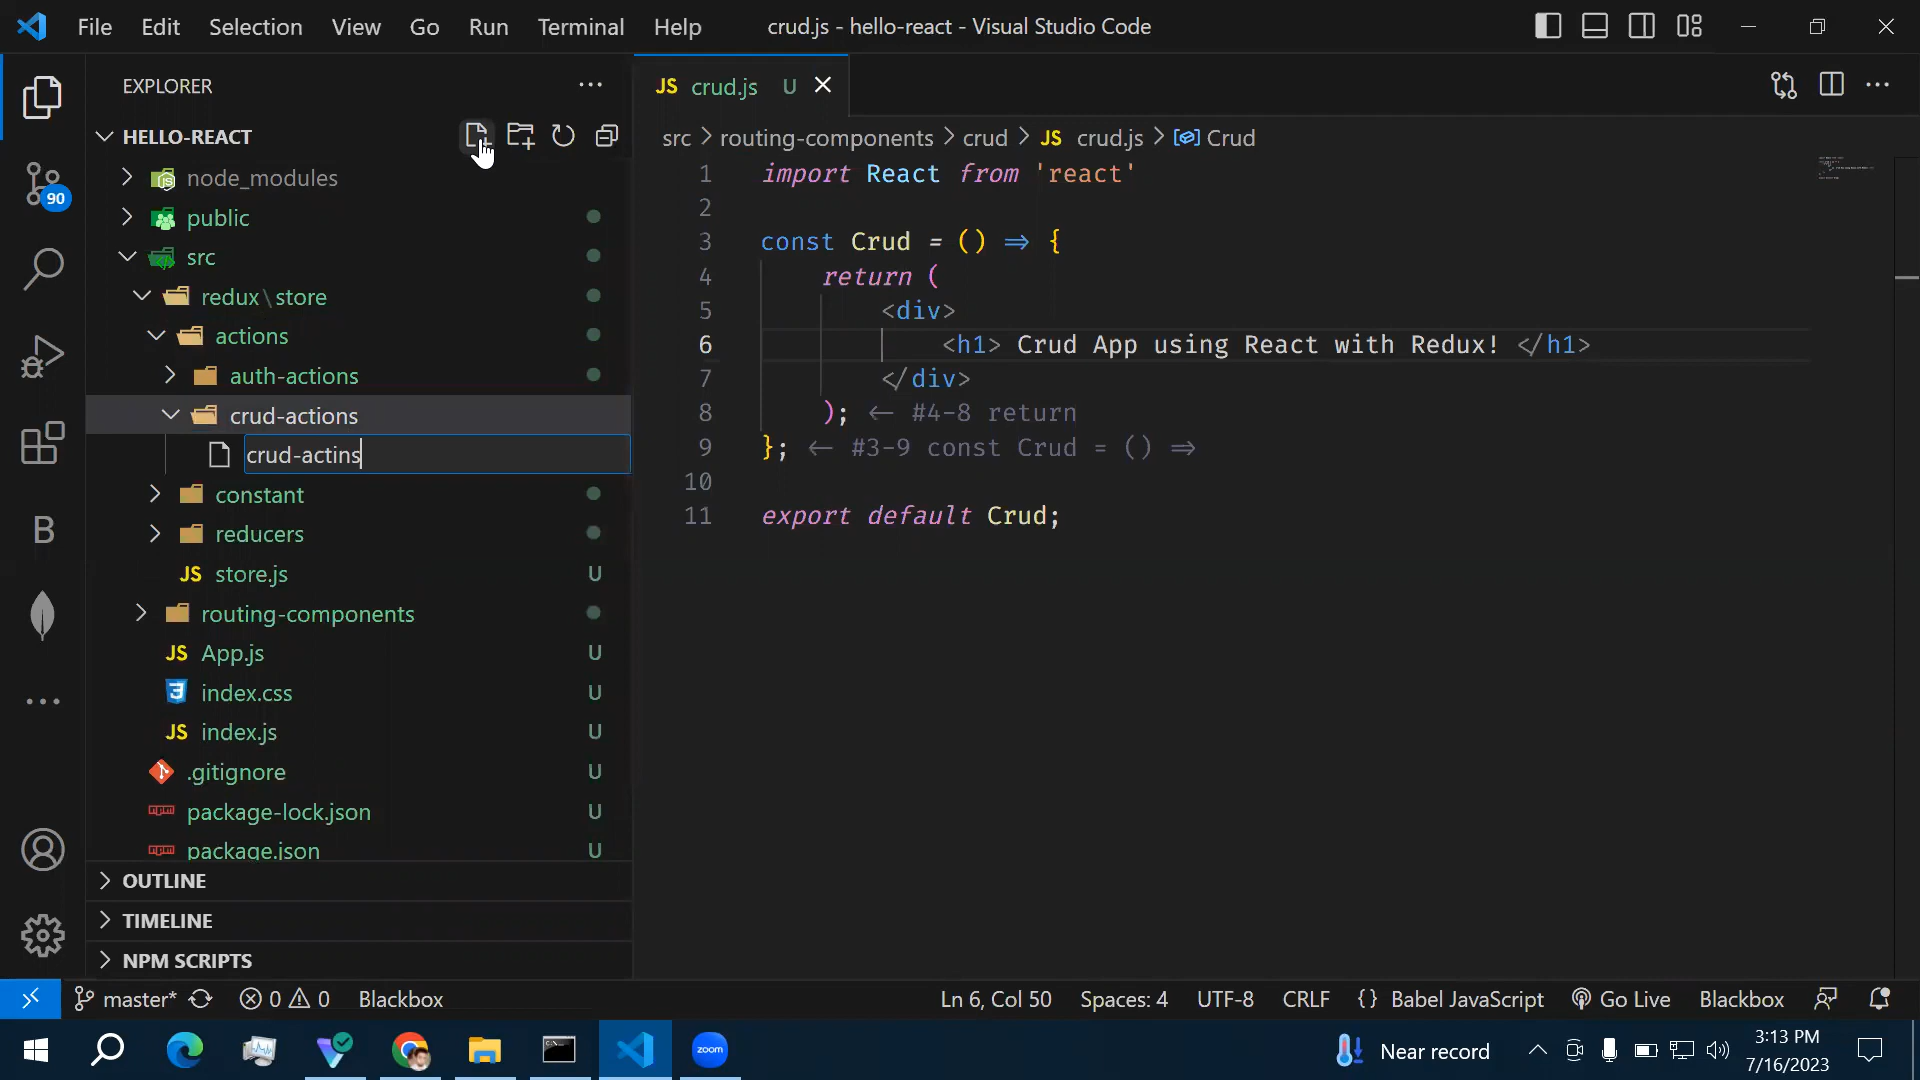 File Edit Selection View Go Run Terminal Help
crud.js - hello-react - Visual Studio Code
EXPLORER
HELLO-REACT
node_modules
public
src
redux\store
actions
auth-actions
crud-actions
crud-actins
constant
reducers
store.js U
routing-components
App.js U
index.css U
index.js U
.gitignore U
package-lock.json U
package.json U
OUTLINE
TIMELINE
NPM SCRIPTS
90
B
JS crud.js U
src > routing-components > crud > JS crud.js > Crud
1 import React from 'react'
2
3 const Crud = () => {
4 return (
5 <div>
6 <h1> Crud App using React with Redux! </h1>
7 </div>
8 ); <- #4-8 return
9 }; <- #3-9 const Crud = () =>
10
11 export default Crud;
master* 0 0 Blackbox
Ln 6, Col 50 Spaces: 4 UTF-8 CRLF {} Babel JavaScript Go Live Blackbox
zoom
Near record
3:13 PM
7/16/2023